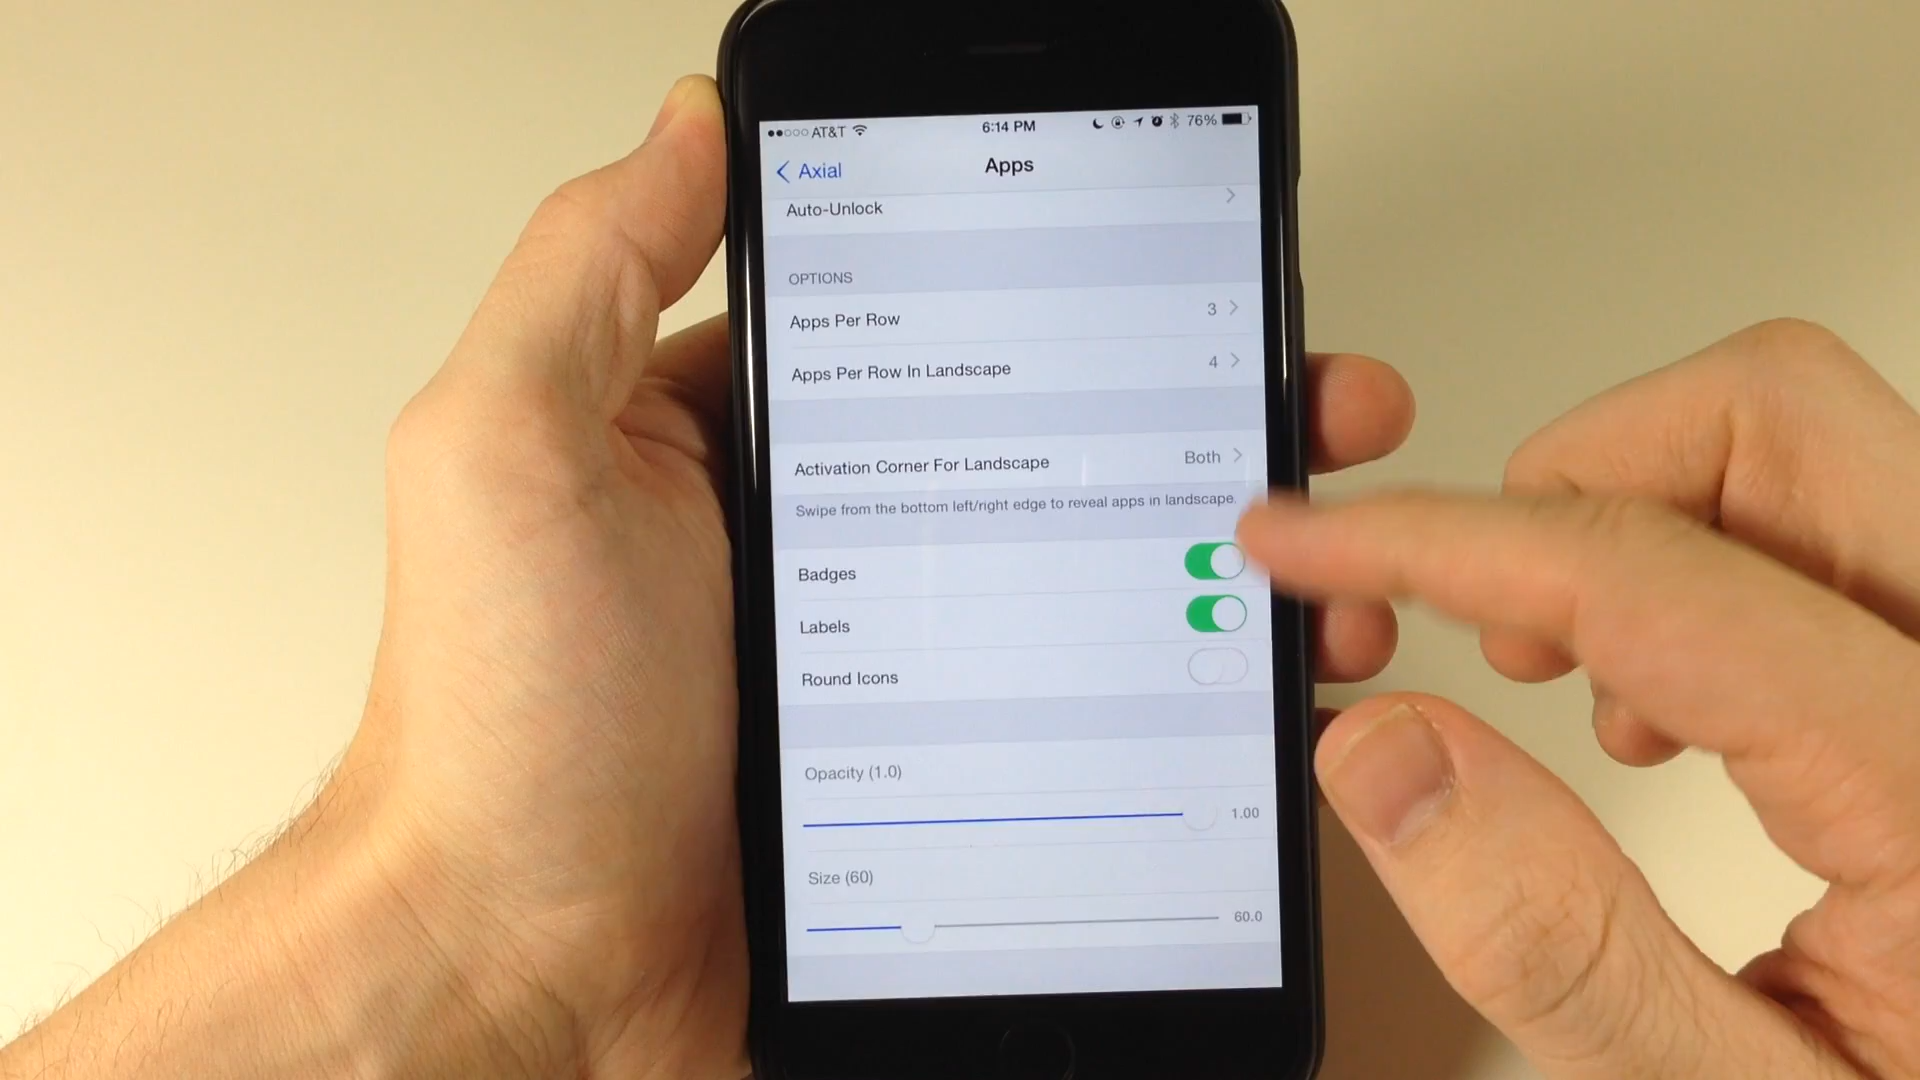 AT&T 6:14 PM 76%
Axial Apps
Auto-Unlock
OPTIONS
Apps Per Row 3
Apps Per Row In Landscape 4
Activation Corner For Landscape Both
Swipe from the bottom left/right edge to reveal apps in landscape.
Badges
Labels
Round Icons
Opacity (1.0)
1.00
Size (60)
60.0